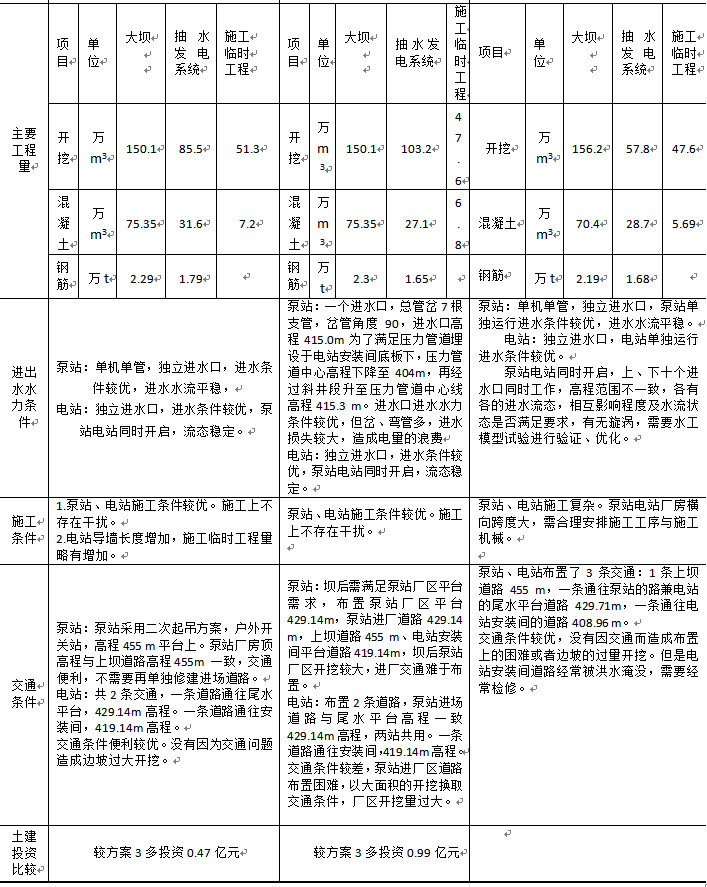 项目 单位 大坝 抽水发电系统 施工临时工程 项目 单位 大坝 抽水发电系统 施工临时工程 项目 单位 大坝 抽水发电系统 施工临时工程
主要工程量
开挖 万m³ 150.1 85.5 51.3 开挖 万m³ 150.1 103.2 47.6 开挖 万m³ 156.2 57.8 47.6
混凝土 万m³ 75.35 31.6 7.2 混凝土 万m³ 75.35 27.1 6.8 混凝土 万m³ 70.4 28.7 5.69
钢筋 万t 2.29 1.79 钢筋 万t 2.3 1.65 钢筋 万t 2.19 1.68
进出
水水
力条
件
泵站：单机单管，独立进水口，进水条
件较优，进水水流平稳，
电站：独立进水口，进水条件较优，泵
站电站同时开启，流态稳定。
泵站：一个进水口，总管岔7根
支管，岔管角度 90，进水口高
程 415.0m 为了满足压力管道埋
设于电站安装间底板下，压力管
道中心高程下降至 404m，再经
过斜井段升至压力管道中心线
高程 415.3 m。进水口进水水力
条件较优，但岔、弯管多，进水
损失较大，造成电量的浪费
电站：独立进水口，进水条件较
优，泵站电站同时开启，流态稳
定。
泵站：单机单管，独立进水口，泵站单
独运行进水条件较优，进水水流平稳。
电站：独立进水口，电站单独运行
进水条件较优。
泵站电站同时开启，上、下十个进
水口同时工作，高程范围不一致，各有
各的进水流态，相互影响程度及水流状
态是否满足要求，有无漩涡，需要水工
模型试验进行验证、优化。
施工
条件
1.泵站、电站施工条件较优。施工上不
存在干扰。
2.电站导墙长度增加，施工临时工程量
略有增加。
泵站、电站施工条件较优。施工
上不存在干扰。
泵站、电站施工复杂。泵站电站厂房横
向跨度大，需合理安排施工工序与施工
机械。
交通
条件
泵站：泵站采用二次起吊方案，户外开
关站，高程 455 m 平台上。泵站厂房顶
高程与上坝道路高程 455m 一致，交通
便利，不需要再单独修建进场道路。
电站：共 2 条交通，一条道路通往尾水
平台，429.14m 高程。一条道路通往安
装间，419.14m 高程。
交通条件便利较优。没有因为交通问题
造成边坡过大开挖。
泵站：坝后需满足泵站厂区平台
需求，布置泵站厂区平台
429.14m，泵站进厂道路 429.14
m，上坝道路 455 m、电站安装
间平台道路 419.14m，坝后泵站
厂区开挖较大，进厂交通难于布
置。
电站：布置 2 条道路，泵站进场
道路与尾水平台高程一致
429.14m 高程，两站共用。一条
道路通往安装间，419.14m 高程。
交通条件较差，泵站进厂区道路
布置困难，以大面积的开挖换取
交通条件，厂区开挖量过大。
泵站、电站布置了 3 条交通：1 条上坝
道路 455 m，一条通往泵站的路兼电站
的尾水平台道路 429.71m，一条通往电
站安装间的道路 408.96 m。
交通条件较优，没有因交通而造成布置
上的困难或者边坡的过量开挖。但是电
站安装间道路经常被洪水淹没，需要经
常检修。
土建
投资
比较
较方案 3 多投资 0.47 亿元
较方案 3 多投资 0.99 亿元